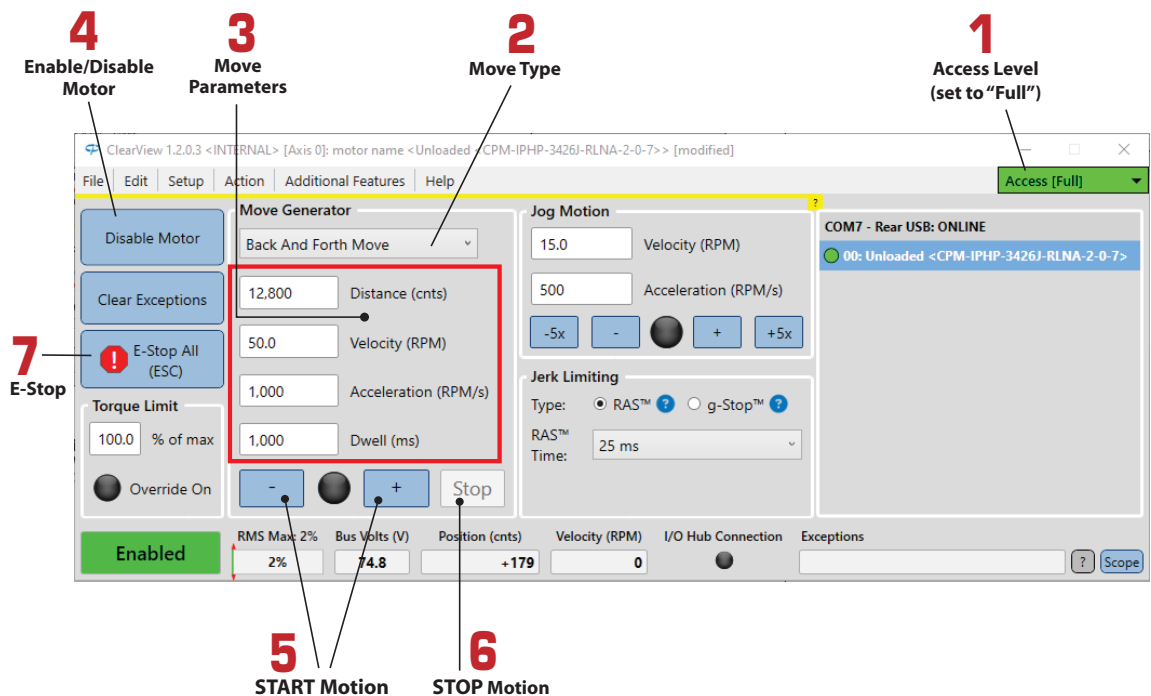 4
Enable/Disable
Motor
3
Move
Parameters
2
Move Type
1
Access Level
(set to “Full”)
ClearView 1.2.0.3 <INTERNAL> [Axis 0]: motor name <Unloaded <CPM-IPHP-3426J-RLNA-2-0-7>> [modified]
File Edit Setup Action Additional Features Help
Access [Full]
?
Disable Motor
Clear Exceptions
7
E-Stop
! E-Stop All
(ESC)
Torque Limit
100.0 % of max
Override On
Move Generator
Back And Forth Move
12,800 Distance (cnts)
50.0 Velocity (RPM)
1,000 Acceleration (RPM/s)
1,000 Dwell (ms)
- + Stop
Jog Motion
15.0 Velocity (RPM)
500 Acceleration (RPM/s)
-5x - + +5x
Jerk Limiting
Type: RAS™ ? g-Stop™ ?
RAS™
Time: 25 ms
COM7 - Rear USB: ONLINE
00: Unloaded <CPM-IPHP-3426J-RLNA-2-0-7>
Enabled
RMS Max: 2% Bus Volts (V) Position (cnts) Velocity (RPM) I/O Hub Connection Exceptions
2% 74.8 +179 0 ? Scope
5
START Motion
6
STOP Motion